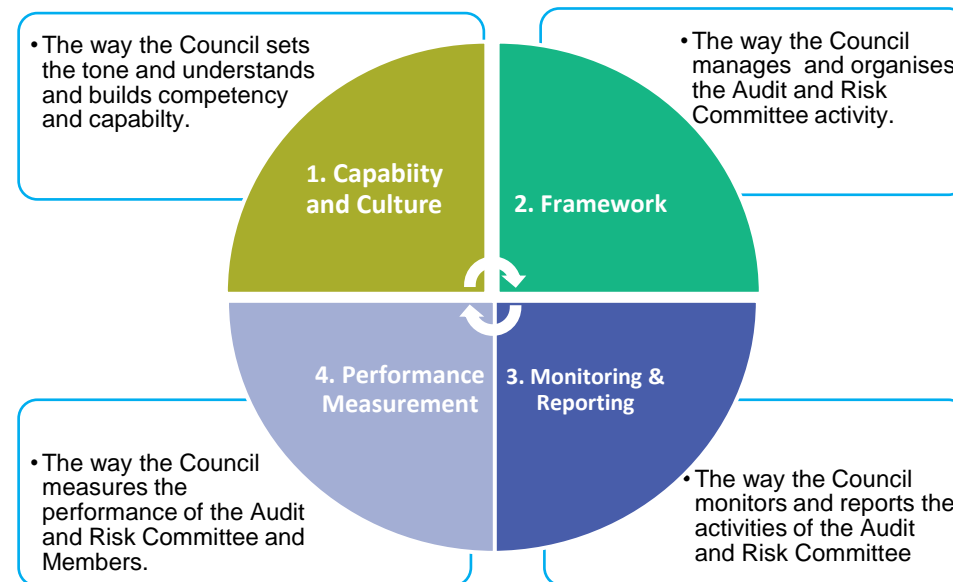 • The way the Council sets
the tone and understands
and builds competency
and capabilty.
• The way the Council
manages and organises
the Audit and Risk
Committee activity.
1. Capabiity
and Culture
2. Framework
4. Performance
Measurement
3. Monitoring &
Reporting
• The way the Council
measures the
performance of the Audit
and Risk Committee and
Members.
• The way the Council
monitors and reports the
activities of the Audit
and Risk Committee